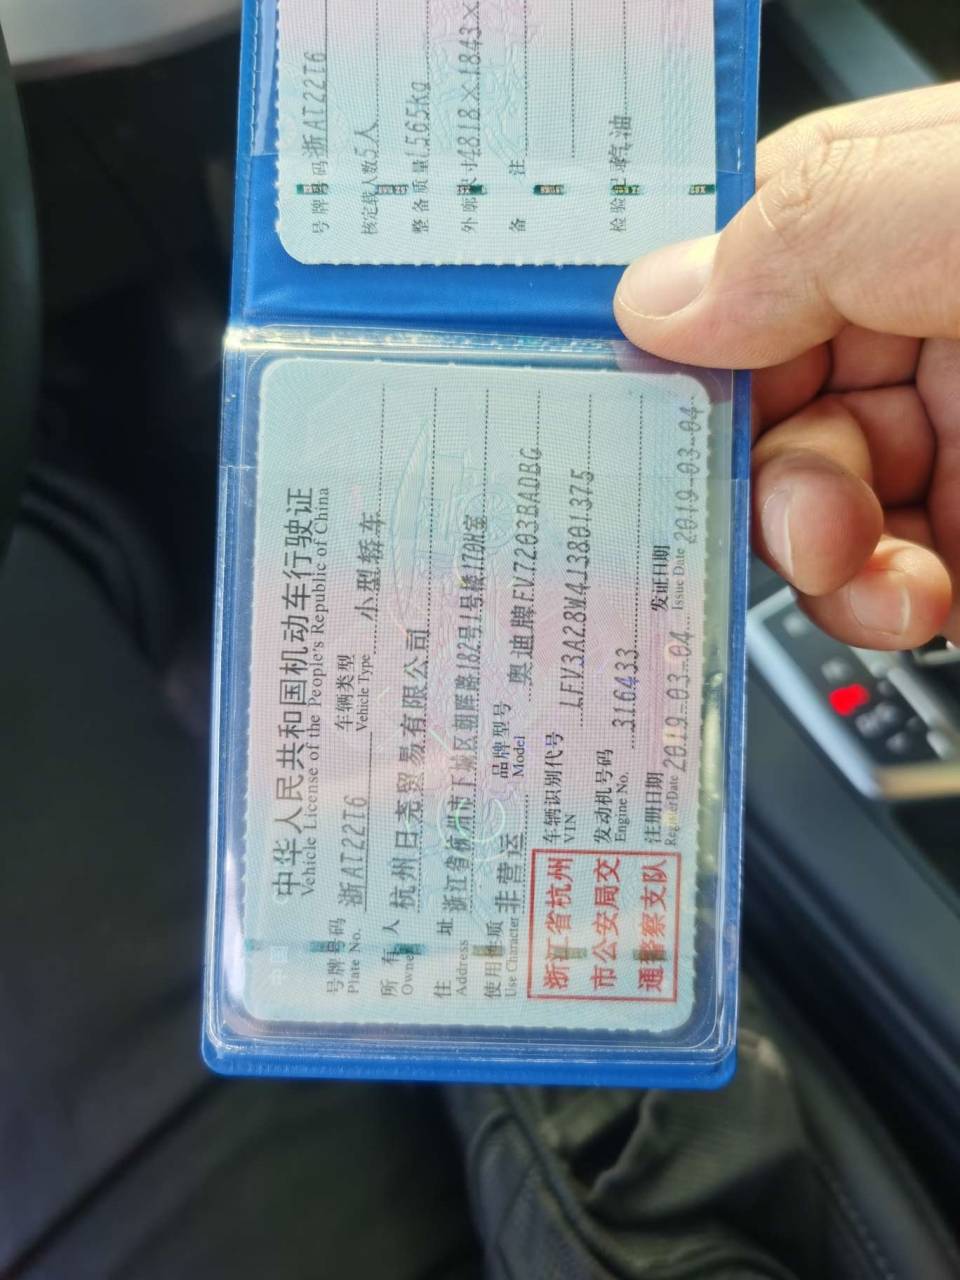 中华人民共和国机动车行驶证
Vehicle License of the People's Republic of China
号牌号码 浙AT22T6 车辆类型 小型轿车
Plate No. Vehicle Type
所有人 杭州日尧贸易有限公司
Owner
住址 浙江省杭州市下城区朝晖路182号1号楼170H室
Address
使用性质 非营运 品牌型号 奥迪牌FV7203BADBG
Use Character Model
浙江省杭州
市公安局交
通警察支队
车辆识别代号 LFV3A28W4J3801375
VIN
发动机号码 316433
Engine No.
注册日期 2019-03-04 发证日期 2019-03-04
Register Date Issue Date
号牌号码 浙AT22T6
核定载人数 5人
整备质量 1565kg
外廓尺寸 4818×1843×
备 注
检验记录 汽油